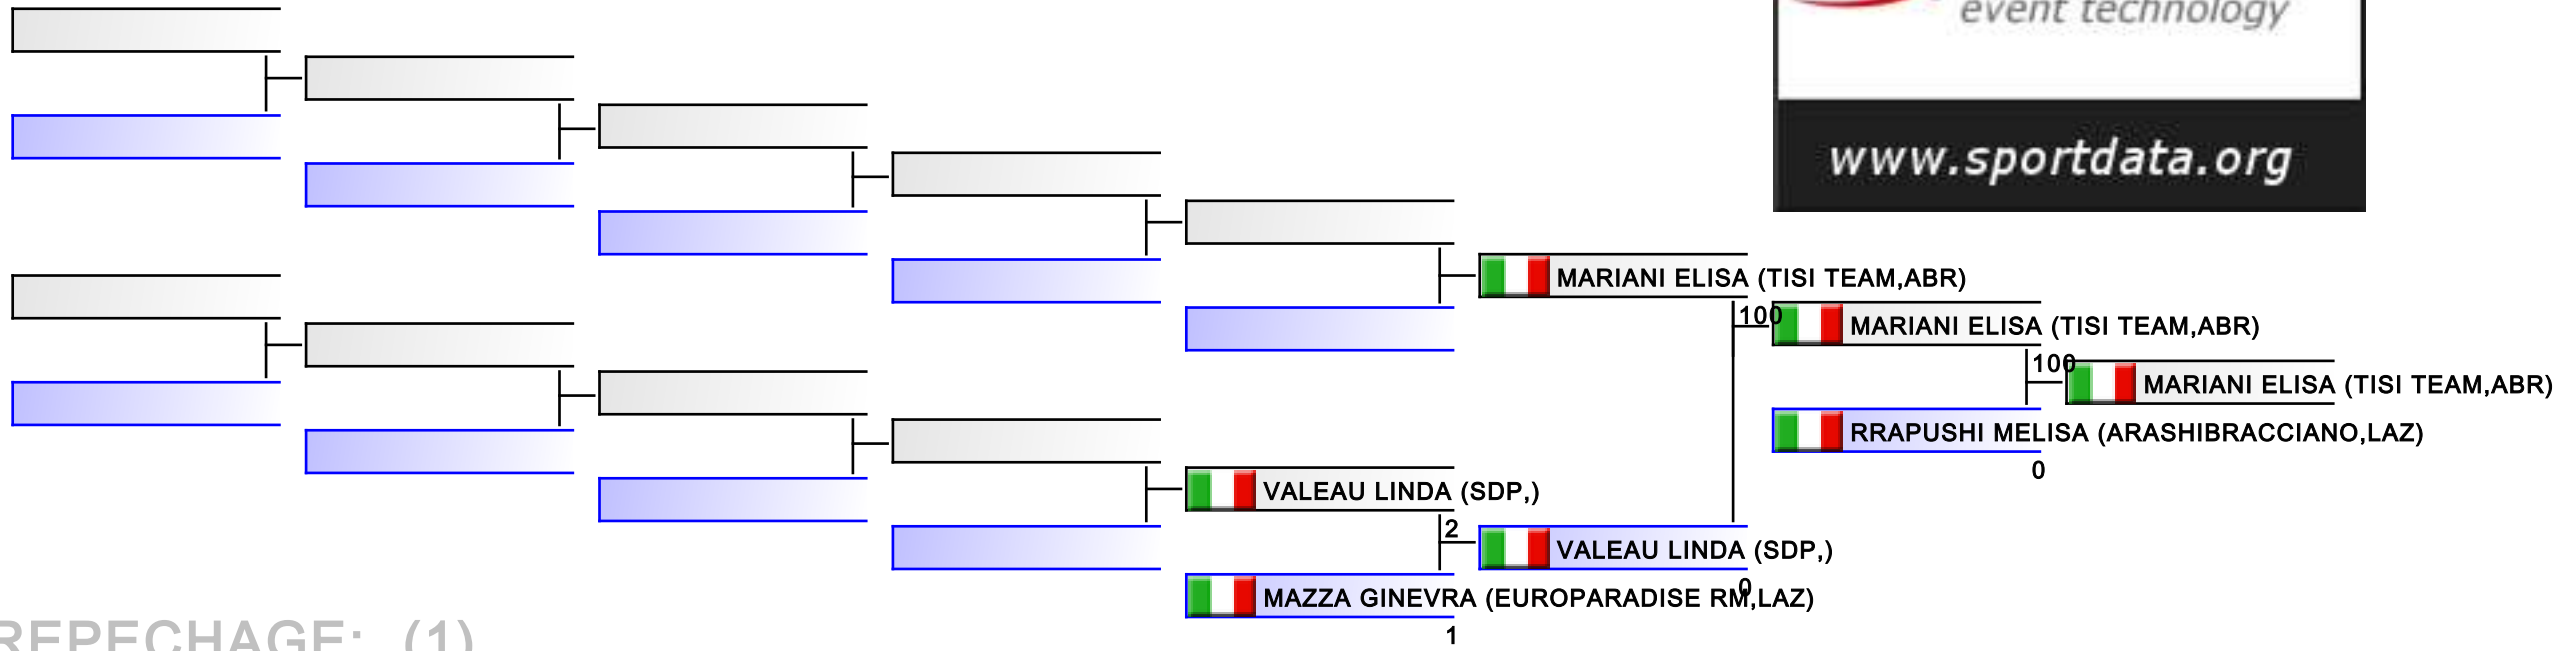 event technology
www.sportdata.org
MARIANI ELISA (TISI TEAM,ABR)
100
MARIANI ELISA (TISI TEAM,ABR)
100
MARIANI ELISA (TISI TEAM,ABR)
RRAPUSHI MELISA (ARASHIBRACCIANO,LAZ)
0
VALEAU LINDA (SDP,)
2
VALEAU LINDA (SDP,)
0
MAZZA GINEVRA (EUROPARADISE RM,LAZ)
1
REPECHAGE: (1)